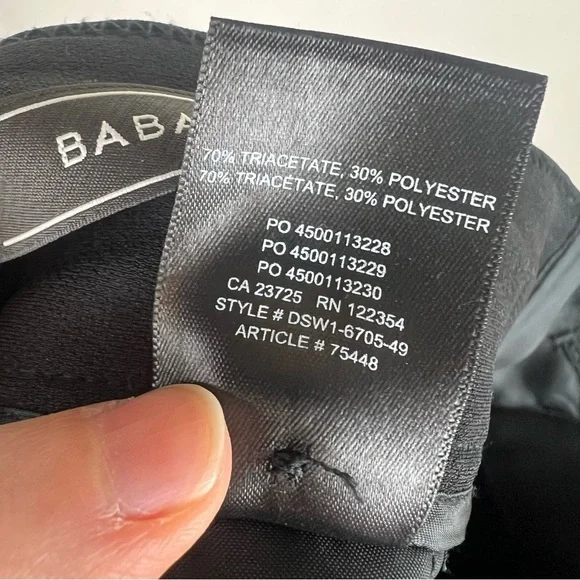 BABA
70% TRIACETATE, 30% POLYESTER
70% TRIACETATE, 30% POLYESTER
PO 4500113228
PO 4500113229
PO 4500113230
CA 23725 RN 122354
STYLE # DSW1-6705-49
ARTICLE # 75448